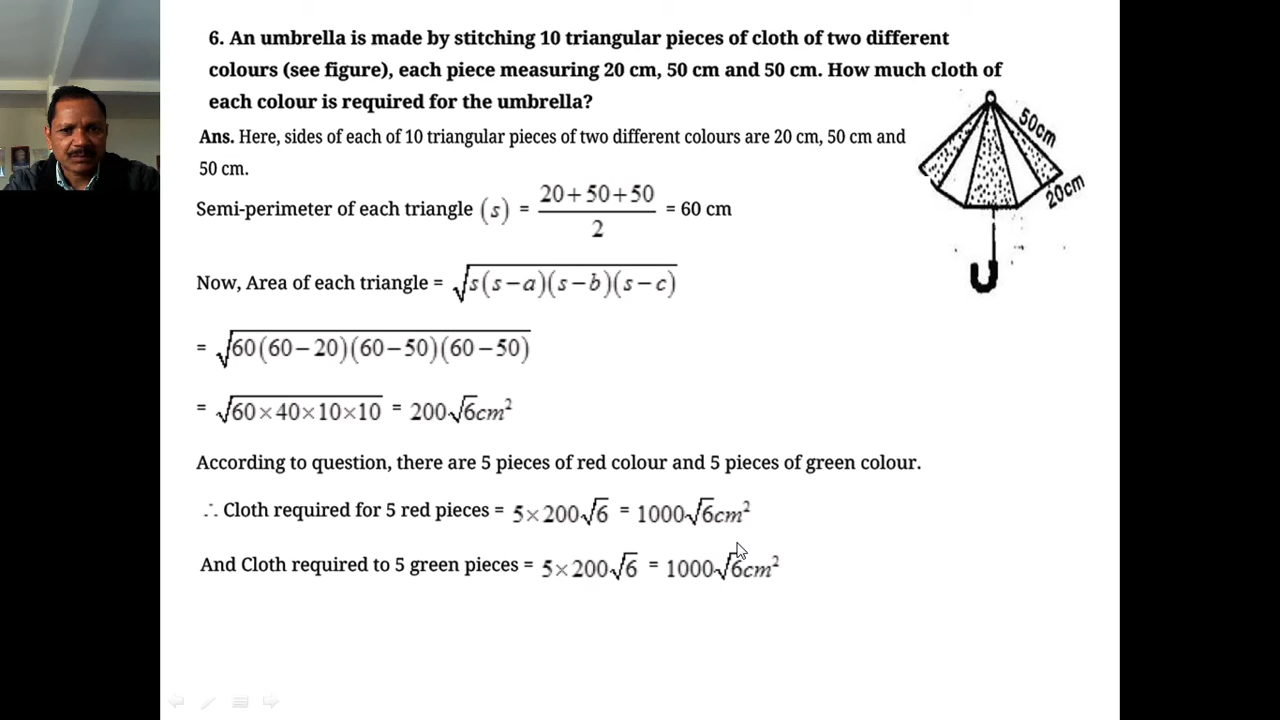 6. An umbrella is made by stitching 10 triangular pieces of cloth of two different
colours (see figure), each piece measuring 20 cm, 50 cm and 50 cm. How much cloth of
each colour is required for the umbrella?
Ans. Here, sides of each of 10 triangular pieces of two different colours are 20 cm, 50 cm and
50 cm.
Semi-perimeter of each triangle (s) = (20+50+50)/2 = 60 cm
Now, Area of each triangle = √s(s−a)(s−b)(s−c)
= √60(60−20)(60−50)(60−50)
= √60×40×10×10 = 200√6cm²
According to question, there are 5 pieces of red colour and 5 pieces of green colour.
∴ Cloth required for 5 red pieces = 5×200√6 = 1000√6cm²
And Cloth required to 5 green pieces = 5×200√6 = 1000√6cm²
50cm
20cm